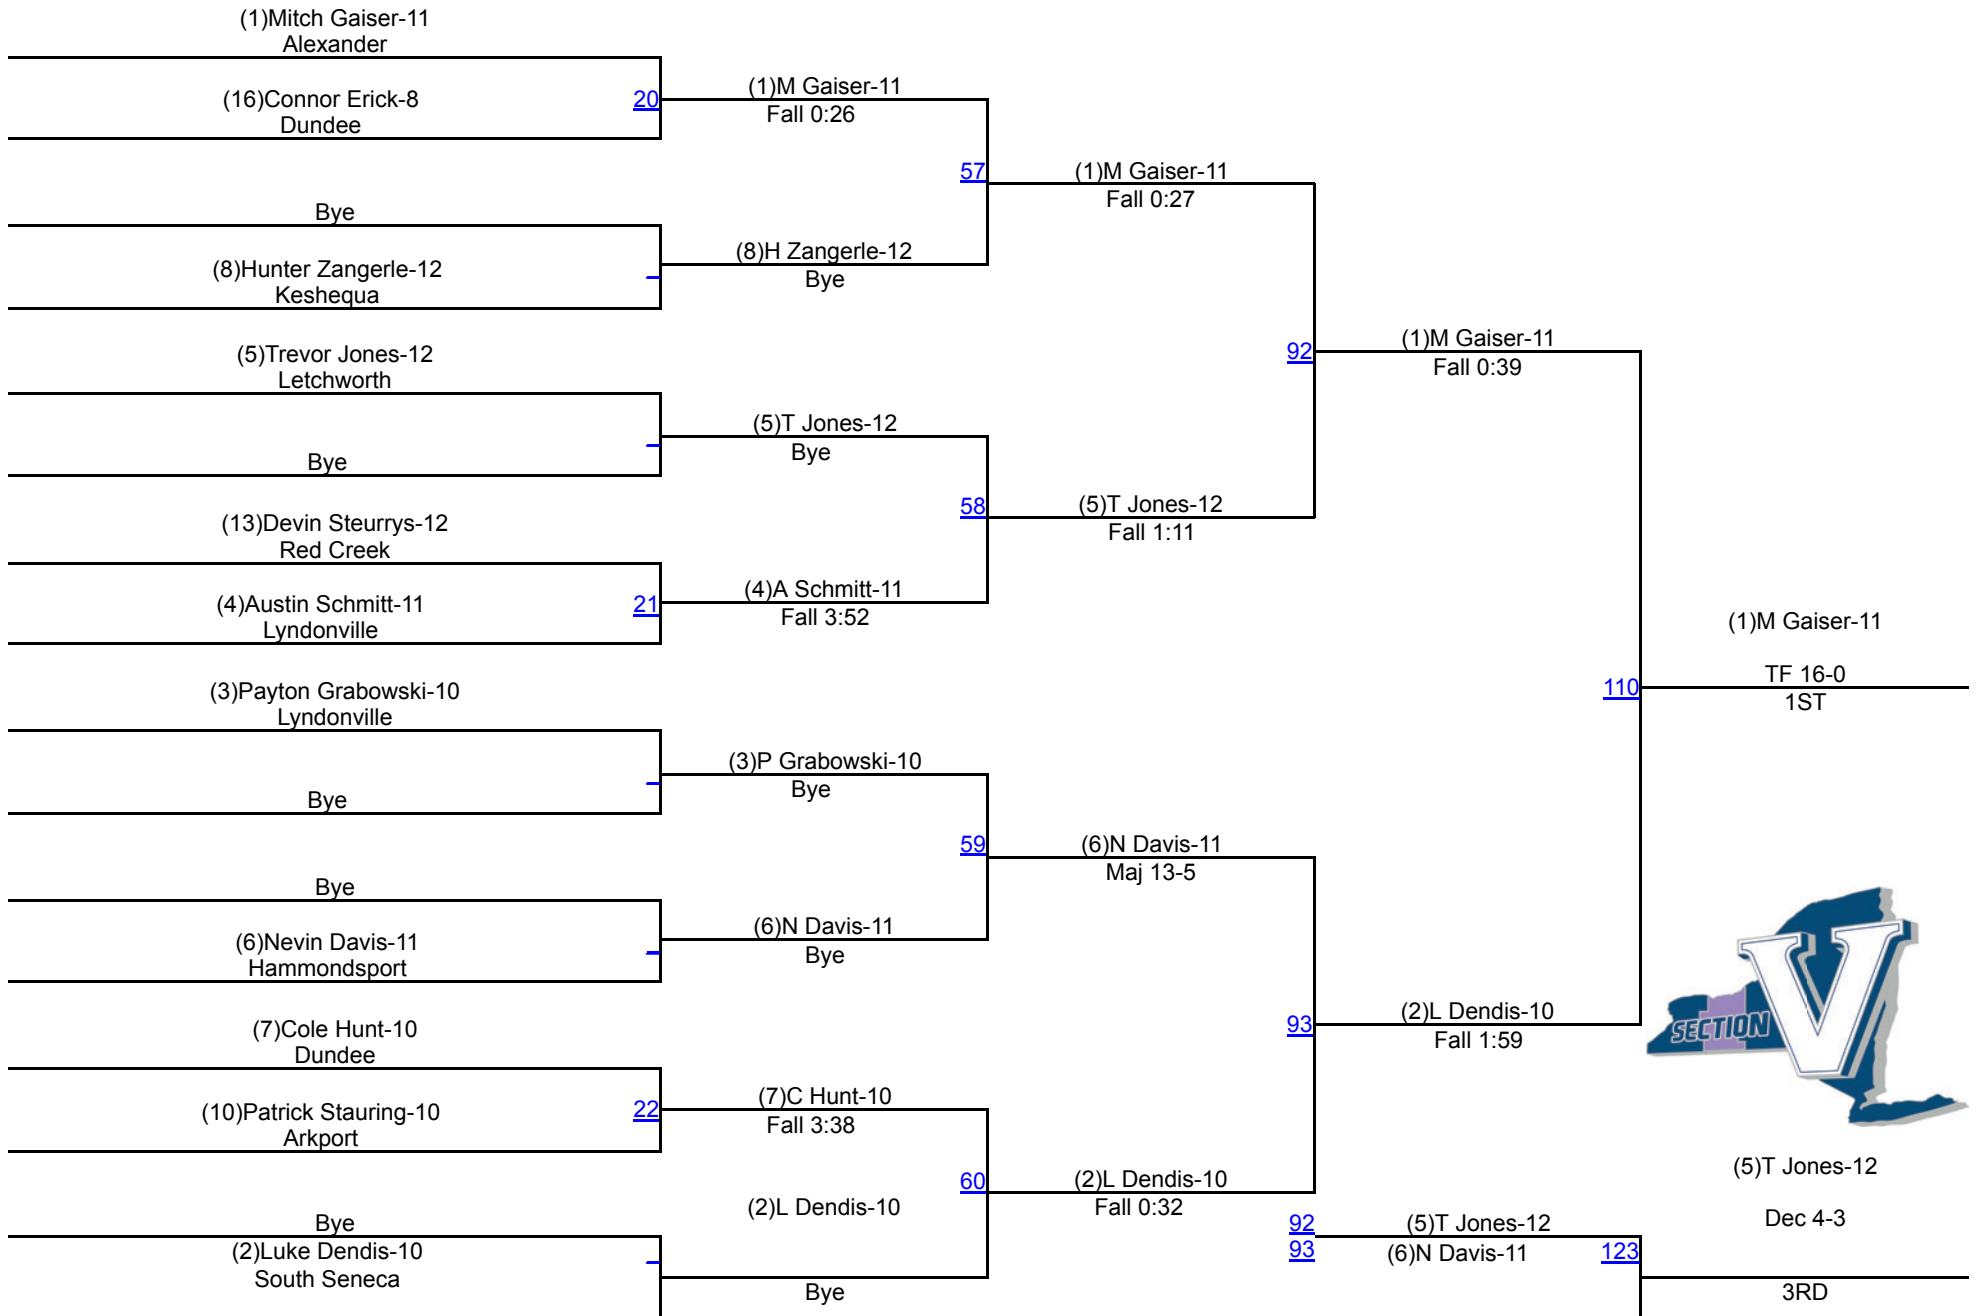 (1)Mitch Gaiser-11
Alexander
(16)Connor Erick-8
Dundee
Bye
(8)Hunter Zangerle-12
Keshequa
(5)Trevor Jones-12
Letchworth
Bye
(13)Devin Steurrys-12
Red Creek
(4)Austin Schmitt-11
Lyndonville
(3)Payton Grabowski-10
Lyndonville
Bye
Bye
(6)Nevin Davis-11
Hammondsport
(7)Cole Hunt-10
Dundee
(10)Patrick Stauring-10
Arkport
Bye
(2)Luke Dendis-10
South Seneca
20
21
22
(1)M Gaiser-11
Fall 0:26
(8)H Zangerle-12
Bye
(5)T Jones-12
Bye
(4)A Schmitt-11
Fall 3:52
(3)P Grabowski-10
Bye
(6)N Davis-11
Bye
(7)C Hunt-10
Fall 3:38
(2)L Dendis-10
Bye
57
58
59
60
(1)M Gaiser-11
Fall 0:27
(5)T Jones-12
Fall 1:11
(6)N Davis-11
Maj 13-5
(2)L Dendis-10
Fall 0:32
92
93
(1)M Gaiser-11
Fall 0:39
(2)L Dendis-10
Fall 1:59
110
(1)M Gaiser-11
TF 16-0
1ST
SECTION V
92
(5)T Jones-12
93
(6)N Davis-11
123
(5)T Jones-12
Dec 4-3
3RD